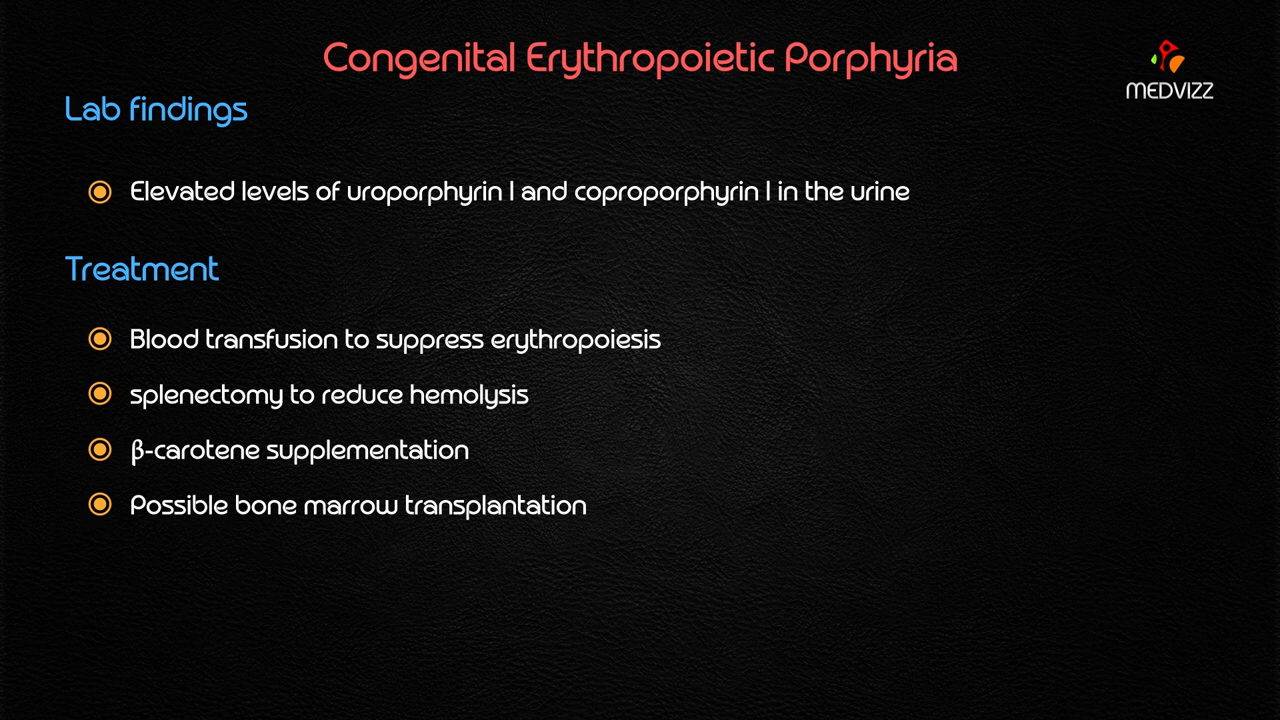 Congenital Erythropoietic Porphyria
MEDVIZZ
Lab findings
Elevated levels of uroporphyrin I and coproporphyrin I in the urine
Treatment
Blood transfusion to suppress erythropoiesis
splenectomy to reduce hemolysis
β-carotene supplementation
Possible bone marrow transplantation